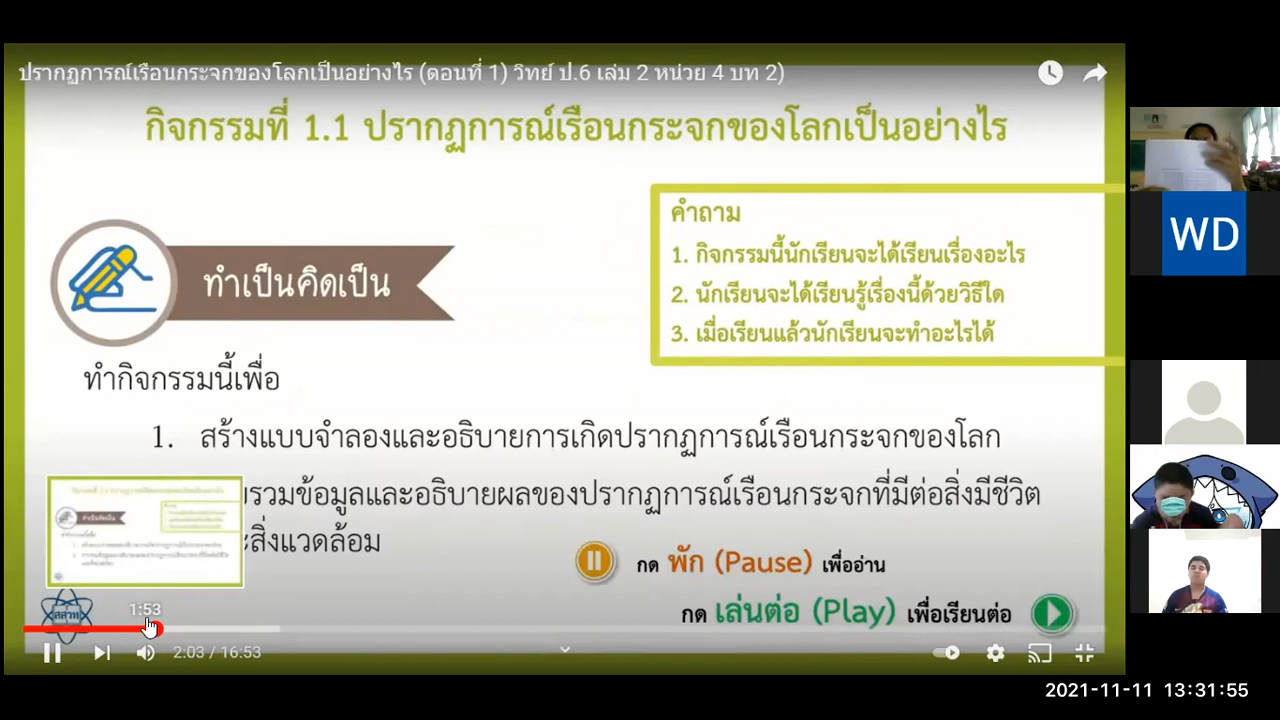 ปรากฏการณ์เรือนกระจกของโลกเป็นอย่างไร (ตอนที่ 1) วิทย์ ป.6 เล่ม 2 หน่วย 4 บท 2)
กิจกรรมที่ 1.1 ปรากฏการณ์เรือนกระจกของโลกเป็นอย่างไร
คำถาม
1. กิจกรรมนี้นักเรียนจะได้เรียนเรื่องอะไร
2. นักเรียนจะได้เรียนรู้เรื่องนี้ด้วยวิธีใด
3. เมื่อเรียนแล้วนักเรียนจะทำอะไรได้
ทำเป็นคิดเป็น
ทำกิจกรรมนี้เพื่อ
1. สร้างแบบจำลองและอธิบายการเกิดปรากฏการณ์เรือนกระจกของโลก
ข้อมูลและอธิบายผลของปรากฏการณ์เรือนกระจกที่มีต่อสิ่งมีชีวิต
สิ่งแวดล้อม
กด พัก (Pause) เพื่ออ่าน
กด เล่นต่อ (Play) เพื่อเรียนต่อ
สสวท
1:53
2:03 / 16:53
WD
2021-11-11 13:31:55